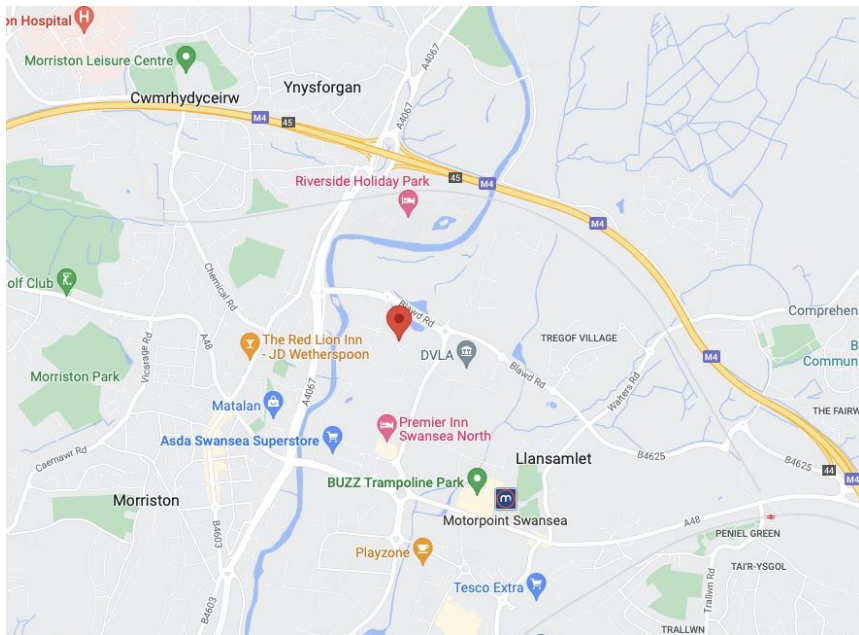 on Hospital
H
Morriston Leisure Centre
Ynysforgan
Cwmrhydyceirw
A4067
A4067
M4
45
45
M4
Riverside Holiday Park
M4
Chemical Rd
olf Club
Blawd Rd
Comprehens
The Red Lion Inn
- JD Wetherspoon
A48
Vicarage Rd
TREGOF VILLAGE
DVLA
M4
B
Commun
Blawd Rd
Walters Rd
Morriston Park
A4067
Matalan
THE FAIRW
Premier Inn
Swansea North
Asda Swansea Superstore
Caemawr Rd
B4625
B4625
44
M4
Llansamlet
BUZZ Trampoline Park
m
Morriston
Motorpoint Swansea
A48
B4603
PENIEL GREEN
Playzone
TAI'R-YSGOL
Tesco Extra
Trallwn Rd
B4603
TRALLWN